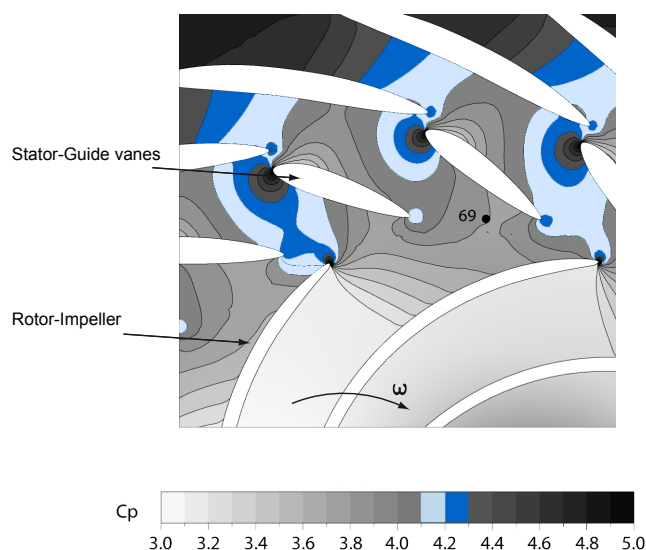 Stator-Guide vanes
69
Rotor-Impeller
ω
Cp
3.0 3.2 3.4 3.6 3.8 4.0 4.2 4.4 4.6 4.8 5.0